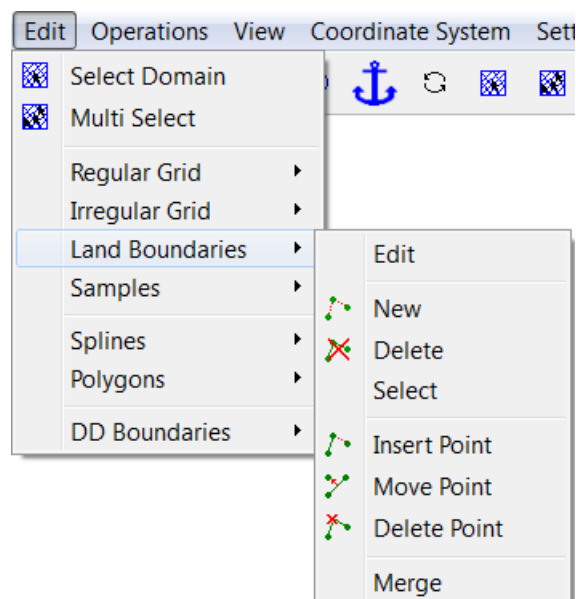 Edit Operations View Coordinate System Sett
Select Domain
Multi Select
Regular Grid
Irregular Grid
Land Boundaries
Samples
Splines
Polygons
DD Boundaries
Edit
New
Delete
Select
Insert Point
Move Point
Delete Point
Merge